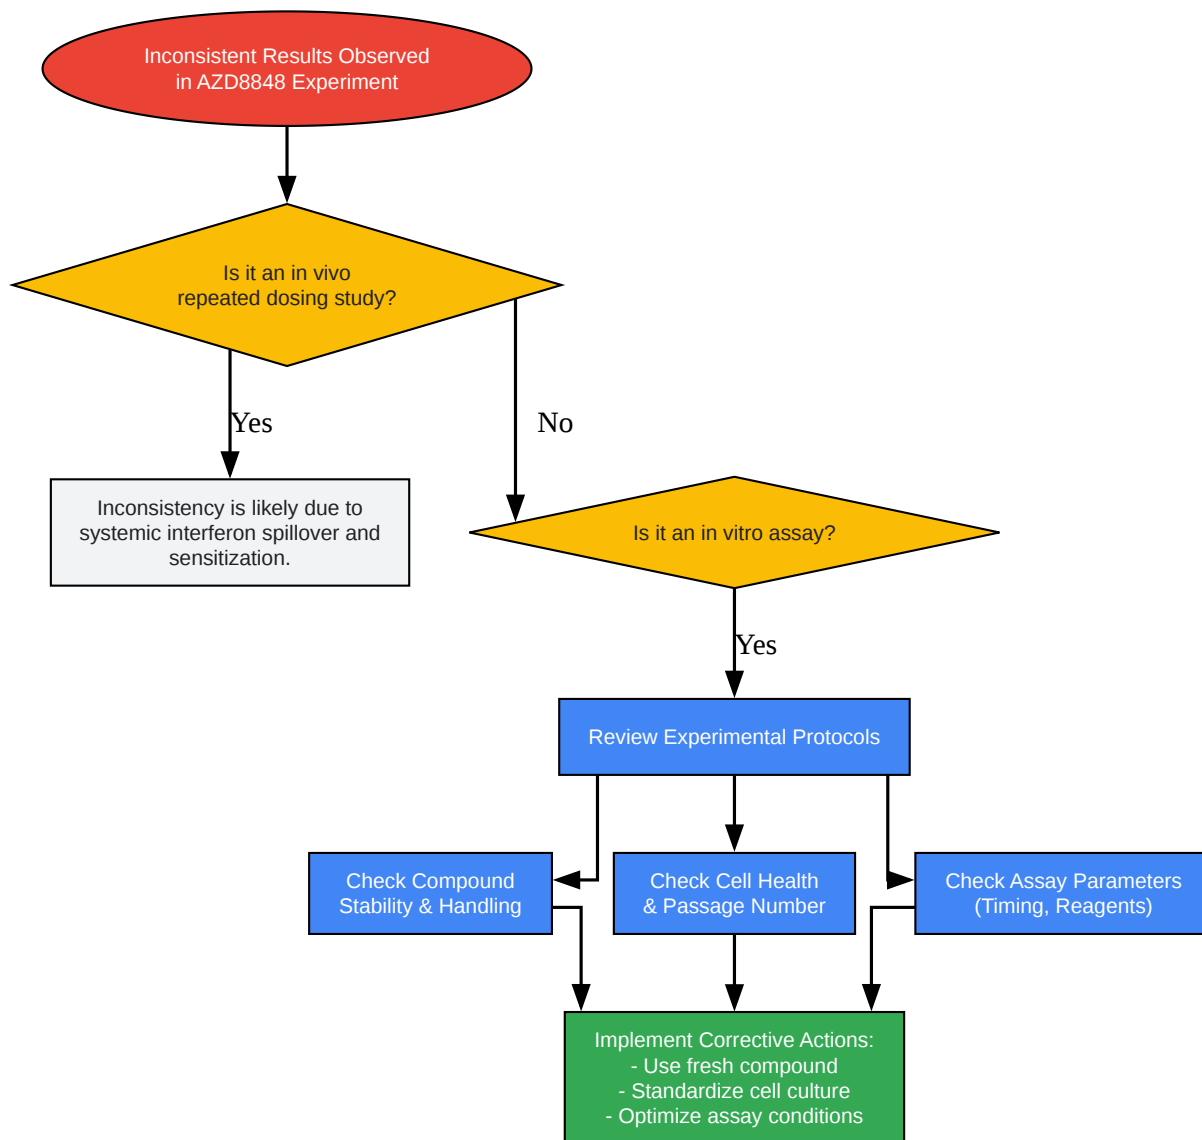 Inconsistent Results Observed
in AZD8848 Experiment
Is it an in vivo
repeated dosing study?
Yes
No
Inconsistency is likely due to
systemic interferon spillover and
sensitization.
Is it an in vitro assay?
Yes
Review Experimental Protocols
Check Compound
Stability & Handling
Check Cell Health
& Passage Number
Check Assay Parameters
(Timing, Reagents)
Implement Corrective Actions:
- Use fresh compound
- Standardize cell culture
- Optimize assay conditions